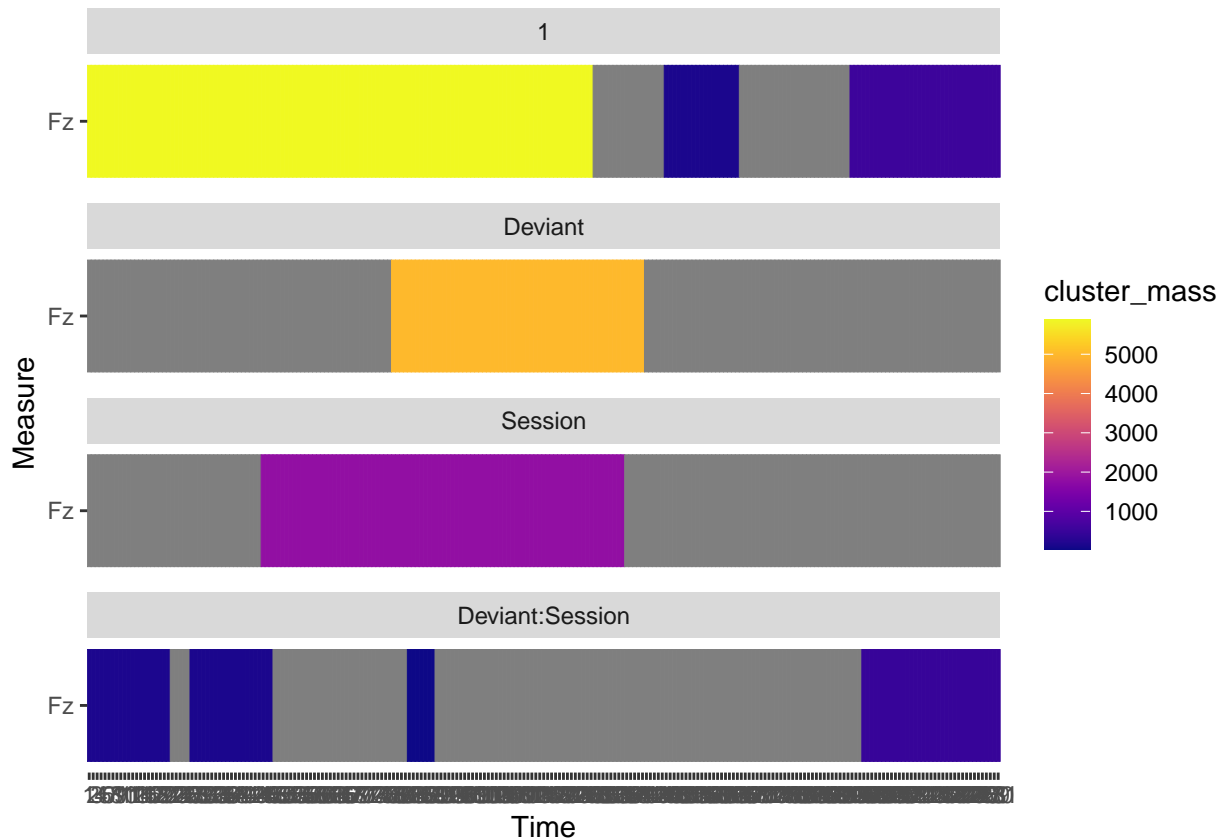 1
Fz
Deviant
Fz
Session
Fz
Deviant:Session
Fz
Measure
Time
cluster_mass
5000
4000
3000
2000
1000